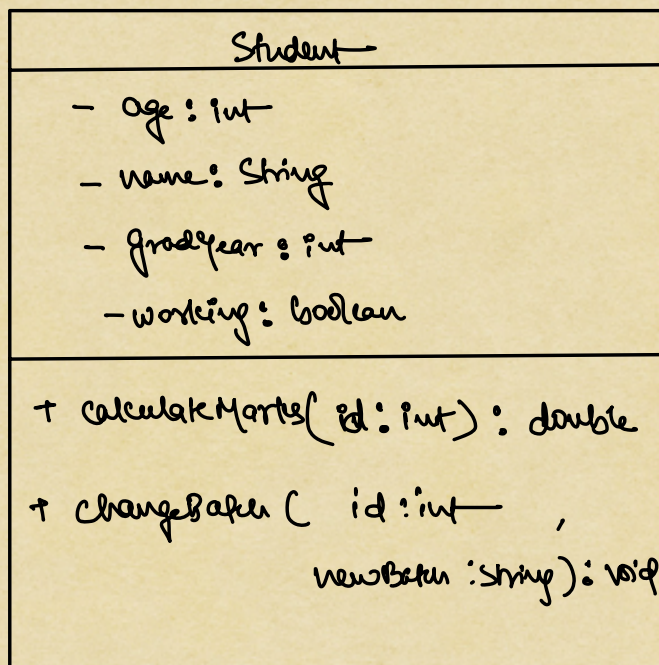 Student
- age : int
- name : String
- gradYear : int
- working : boolean
+ calculateMarks( id : int ) : double
+ changeBatch ( id : int ,
newBatch : string ) : void